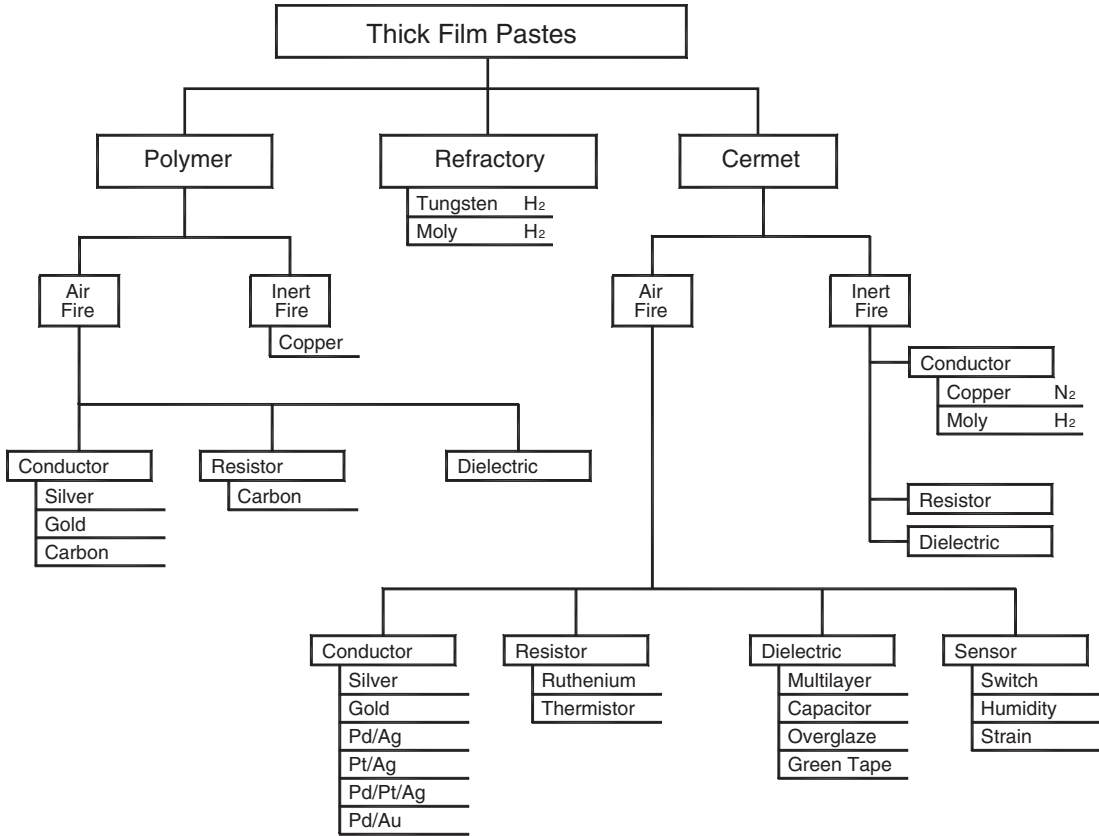 Thick Film Pastes
Polymer
Refractory
Cermet
Tungsten H₂
Moly H₂
Air
Fire
Inert
Fire
Copper
Air
Fire
Inert
Fire
Conductor
Copper N₂
Moly H₂
Resistor
Dielectric
Conductor
Silver
Gold
Carbon
Resistor
Carbon
Dielectric
Conductor
Silver
Gold
Pd/Ag
Pt/Ag
Pd/Pt/Ag
Pd/Au
Resistor
Ruthenium
Thermistor
Dielectric
Multilayer
Capacitor
Overglaze
Green Tape
Sensor
Switch
Humidity
Strain